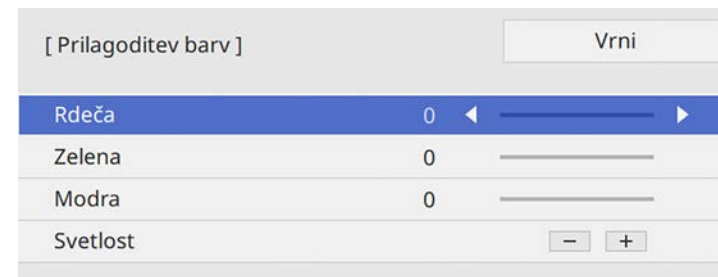 [ Prilagoditev barv ] Vrni
Rdeča 0
Zelena 0
Modra 0
Svetlost − +